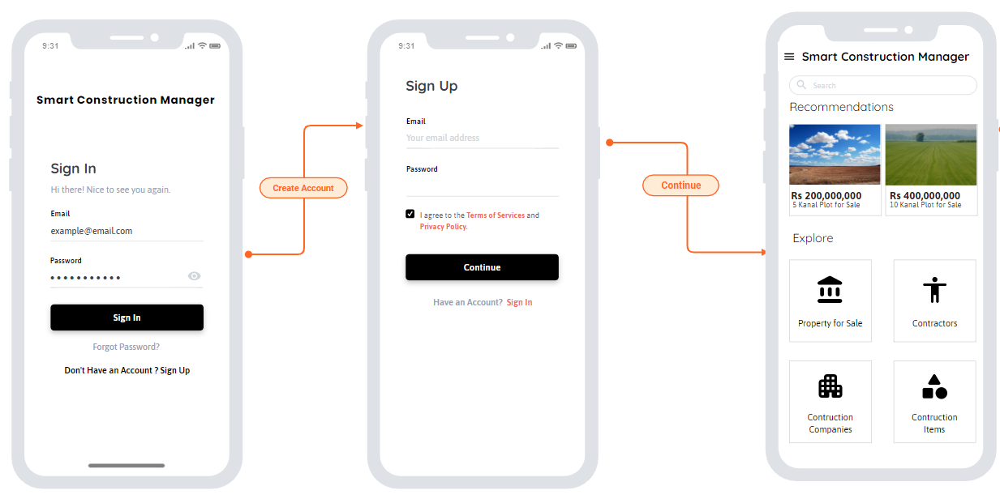 9:31
Smart Construction Manager
Sign In
Hi there! Nice to see you again.
Email
example@email.com
Password
Sign In
Forgot Password?
Don't Have an Account ? Sign Up
Create Account
9:31
Sign Up
Email
Your email address
Password
I agree to the Terms of Services and
Privacy Policy.
Continue
Have an Account? Sign In
Continue
Smart Construction Manager
Search
Recommendations
Rs 200,000,000
5 Kanal Plot for Sale
Rs 400,000,000
10 Kanal Plot for Sale
Explore
Property for Sale
Contractors
Contruction
Companies
Contruction
Items